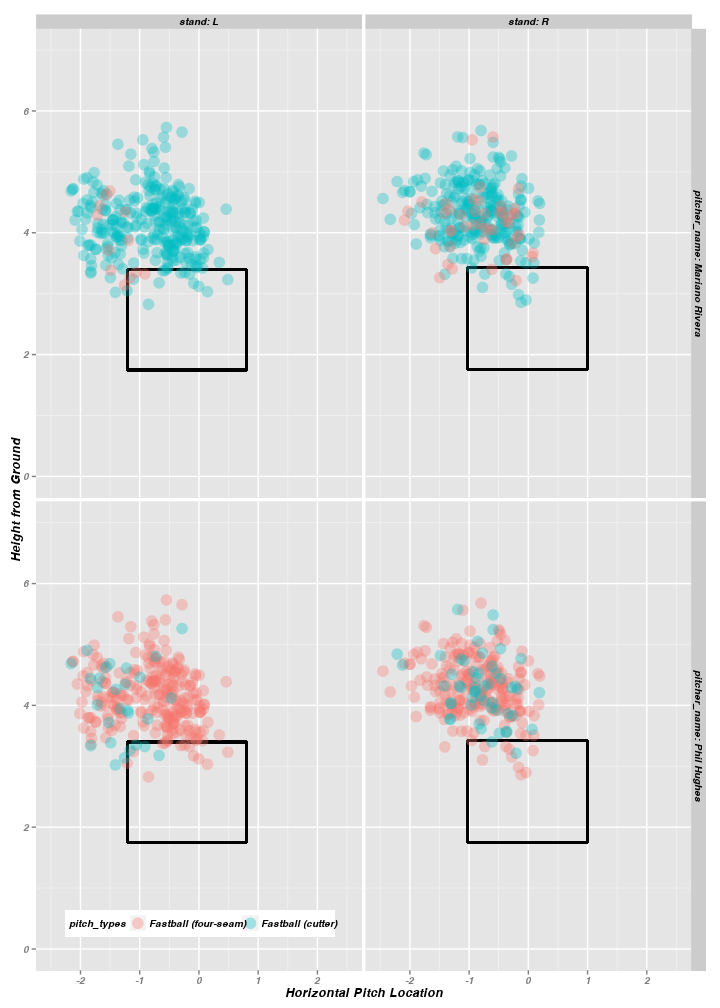 stand: L
stand: R
6
4
2
0
pitcher_name: Mariano Rivera
Height from Ground
6
4
2
0
pitcher_name: Phil Hughes
pitch_types Fastball (four-seam) Fastball (cutter)
-2 -1 0 1 2
-2 -1 0 1 2
Horizontal Pitch Location